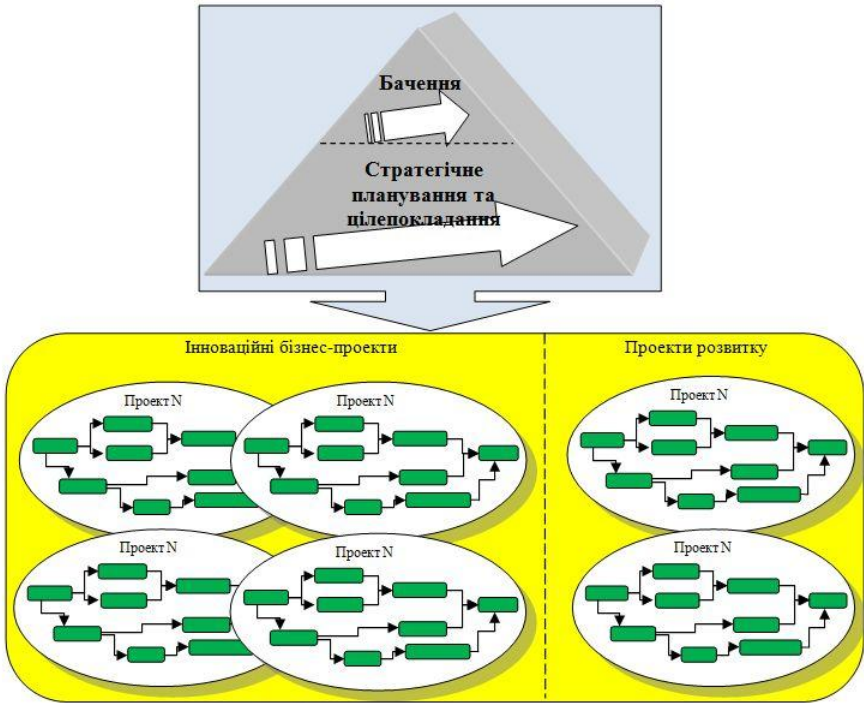 Бачення
Стратегічне
планування та
цілепокладання
Інноваційні бізнес-проекти
Проекти розвитку
Проект N
Проект N
Проект N
Проект N
Проект N
Проект N